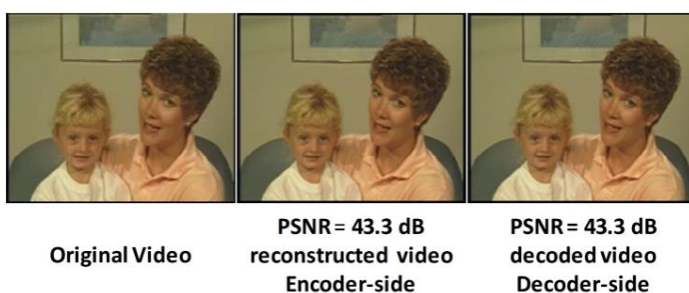 Original Video
PSNR = 43.3 dB
reconstructed video
Encoder-side
PSNR = 43.3 dB
decoded video
Decoder-side